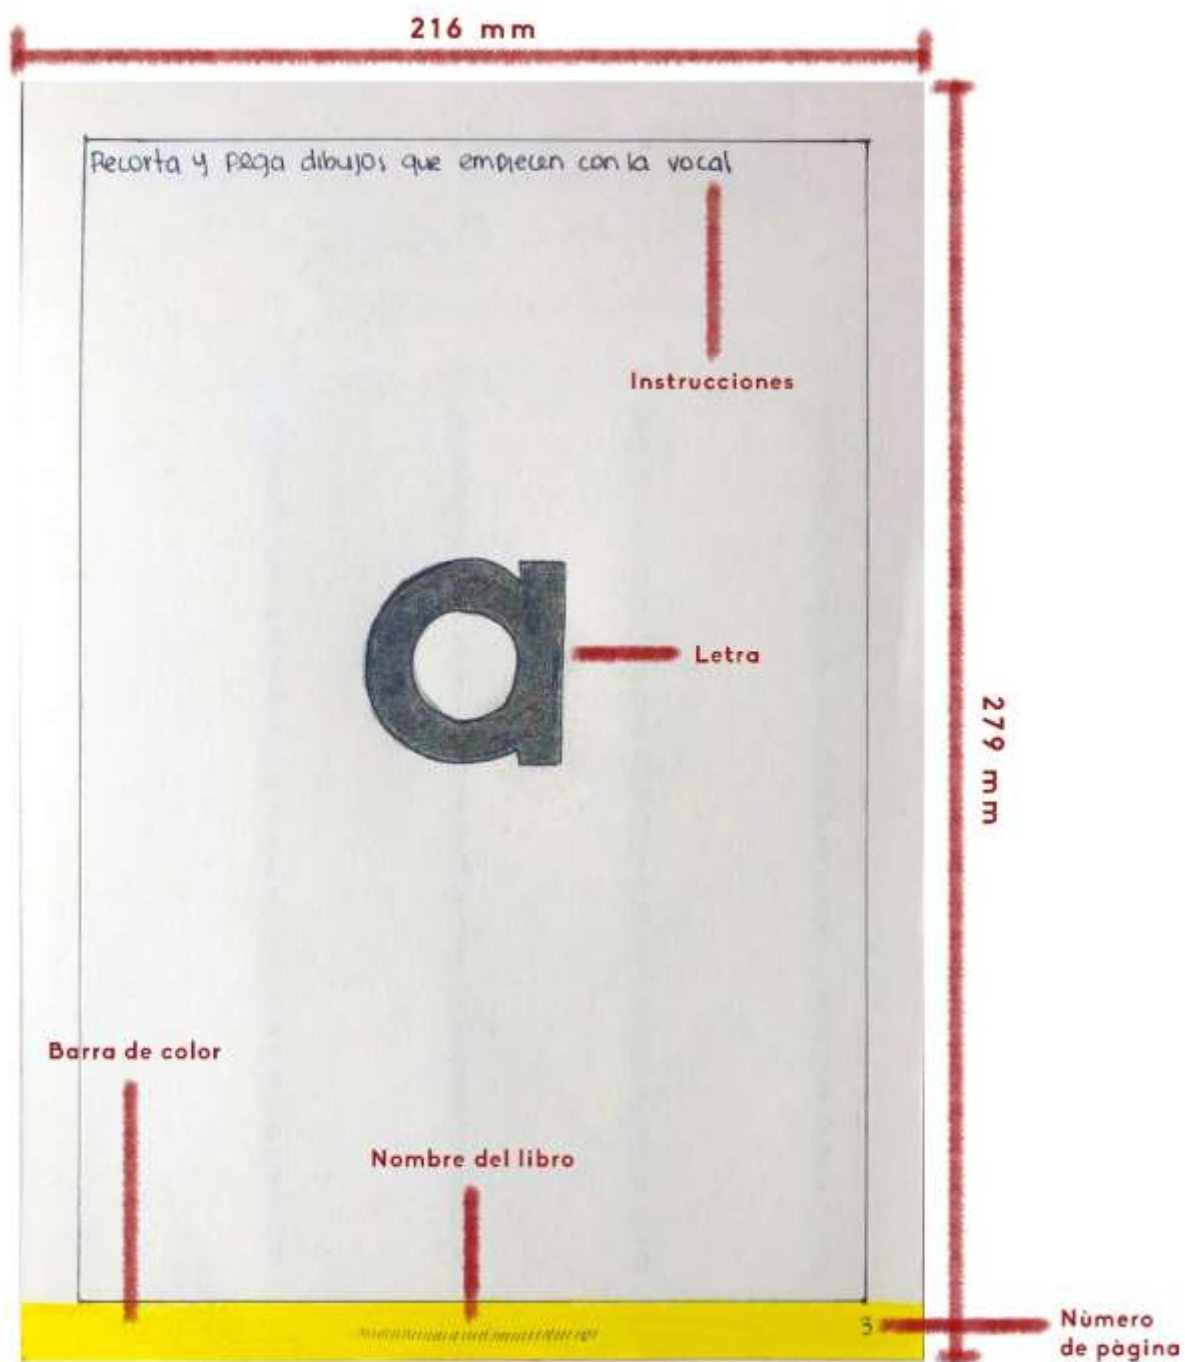 216 mm
Recorta y pega dibujos que empiecen con la vocal
Instrucciones
a
Letra
279 mm
Barra de color
Nombre del libro
3
Nùmero
de pàgina